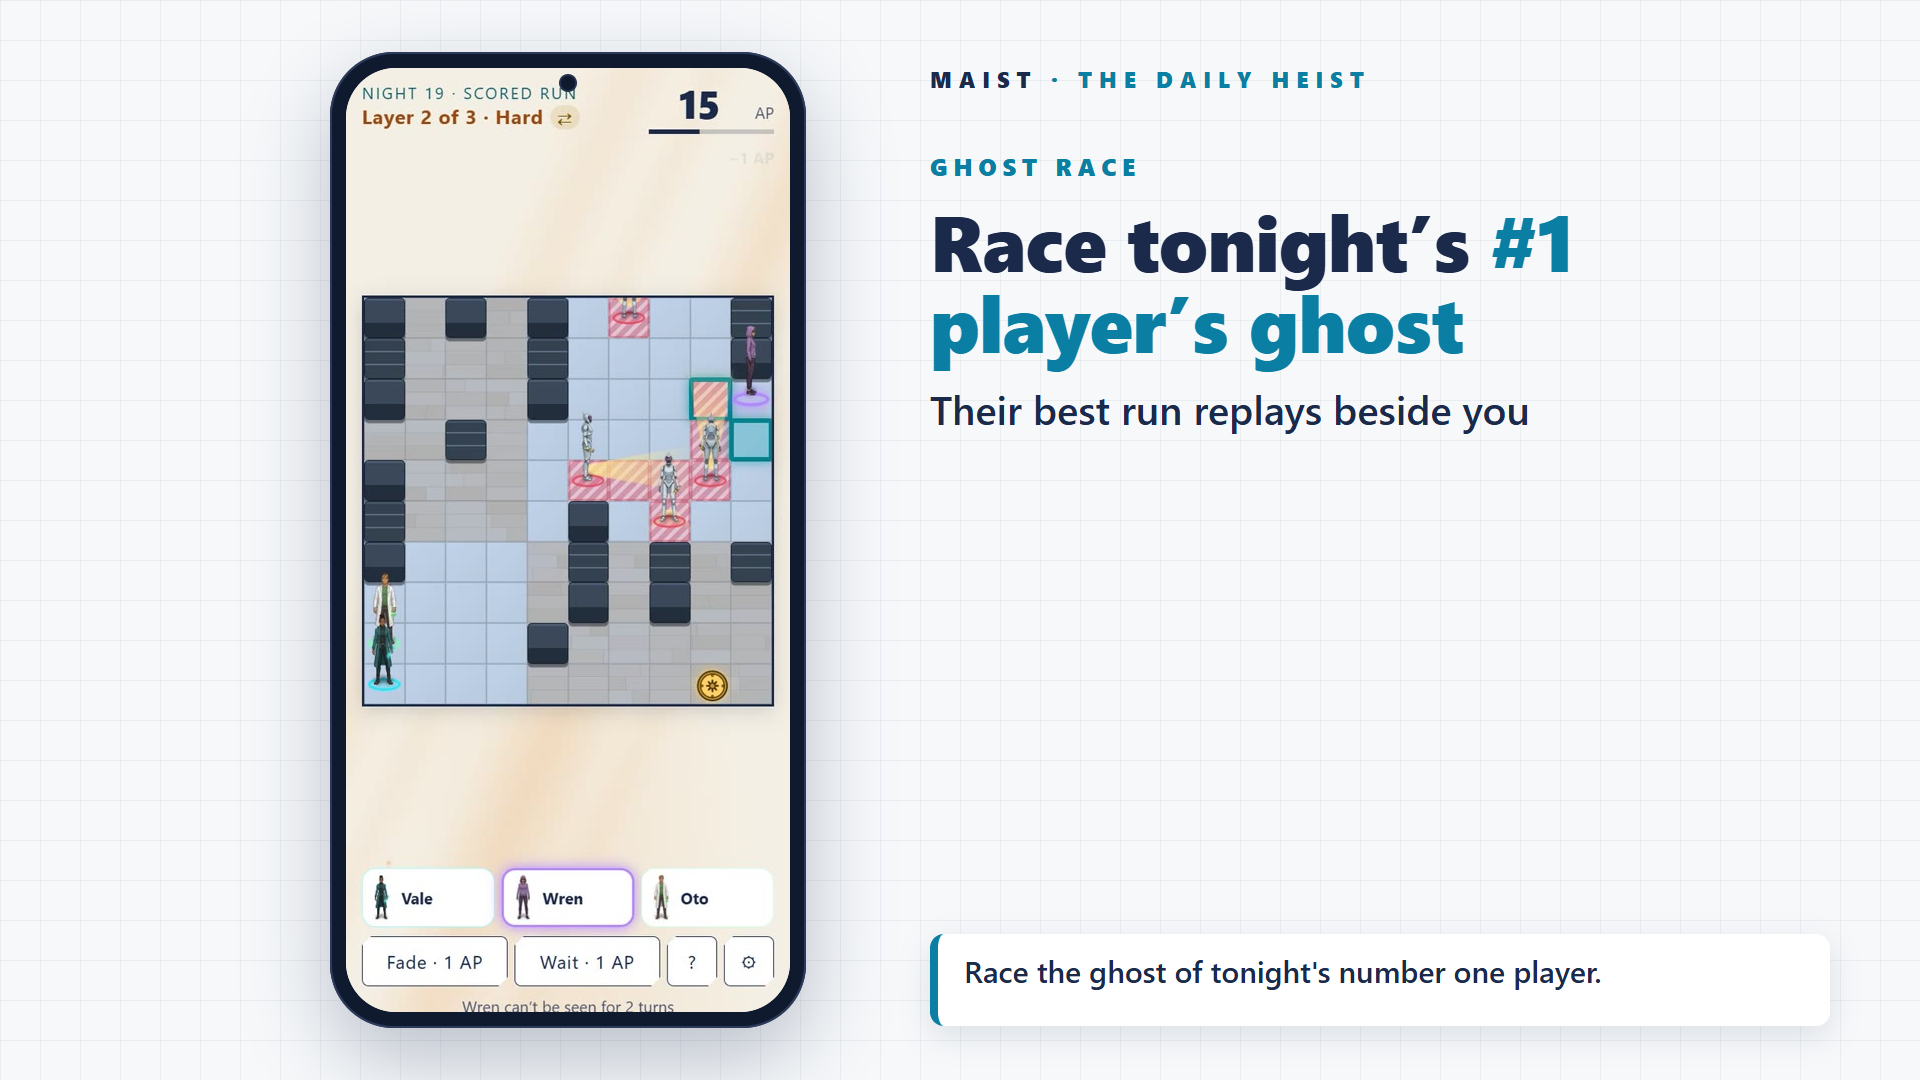 NIGHT 19 · SCORED RUN
Layer 2 of 3 · Hard ⇄
15 AP
−1 AP
Vale
Wren
Oto
Fade · 1 AP
Wait · 1 AP
?
Wren can't be seen for 2 turns
MAIST · THE DAILY HEIST
GHOST RACE
Race tonight's #1
player's ghost
Their best run replays beside you
Race the ghost of tonight's number one player.